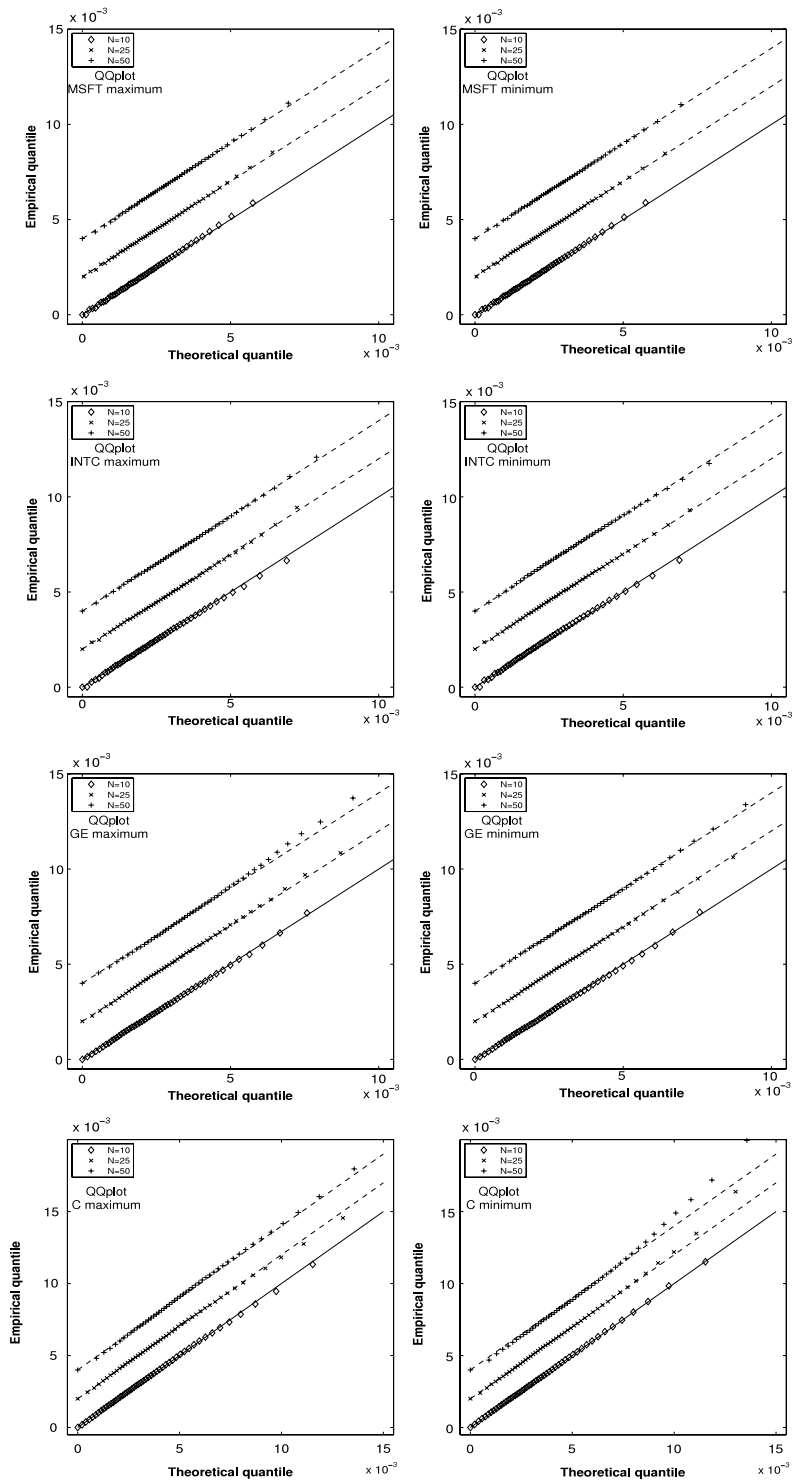 x 10⁻³
15
N=10
N=25
N=50
QQplot
MSFT maximum
10
Empirical quantile
5
0
0
5
10
Theoretical quantile
x 10⁻³
x 10⁻³
15
N=10
N=25
N=50
QQplot
MSFT minimum
10
Empirical quantile
5
0
0
5
10
Theoretical quantile
x 10⁻³
x 10⁻³
15
N=10
N=25
N=50
QQplot
INTC maximum
10
Empirical quantile
5
0
0
5
10
Theoretical quantile
x 10⁻³
x 10⁻³
15
N=10
N=25
N=50
QQplot
INTC minimum
10
Empirical quantile
5
0
0
5
10
Theoretical quantile
x 10⁻³
x 10⁻³
15
N=10
N=25
N=50
QQplot
GE maximum
10
Empirical quantile
5
0
0
5
10
Theoretical quantile
x 10⁻³
x 10⁻³
15
N=10
N=25
N=50
QQplot
GE minimum
10
Empirical quantile
5
0
0
5
10
Theoretical quantile
x 10⁻³
x 10⁻³
N=10
N=25
N=50
QQplot
C maximum
15
10
Empirical quantile
5
0
0
5
10
15
Theoretical quantile
x 10⁻³
x 10⁻³
N=10
N=25
N=50
QQplot
C minimum
15
10
Empirical quantile
5
0
0
5
10
15
Theoretical quantile
x 10⁻³